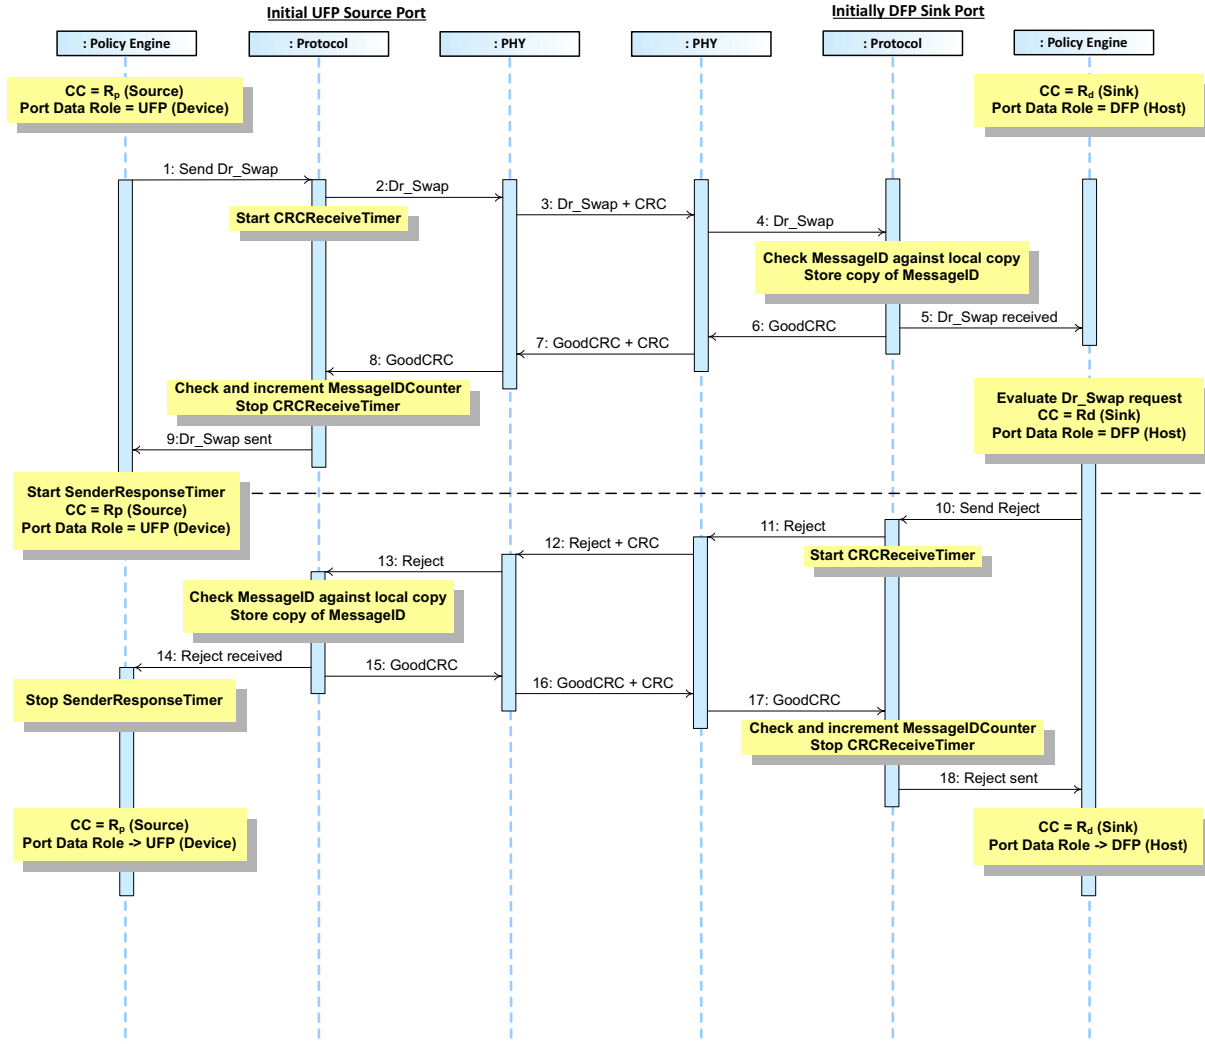 Initial UFP Source Port
Initially DFP Sink Port
: Policy Engine
: Protocol
: PHY
: PHY
: Protocol
: Policy Engine
CC = Rp (Source)
Port Data Role = UFP (Device)
CC = Rd (Sink)
Port Data Role = DFP (Host)
1: Send Dr_Swap
2:Dr_Swap
Start CRCReceiveTimer
3: Dr_Swap + CRC
4: Dr_Swap
Check MessageID against local copy
Store copy of MessageID
5: Dr_Swap received
6: GoodCRC
7: GoodCRC + CRC
8: GoodCRC
Check and increment MessageIDCounter
Stop CRCReceiveTimer
Evaluate Dr_Swap request
CC = Rd (Sink)
Port Data Role = DFP (Host)
9:Dr_Swap sent
Start SenderResponseTimer
CC = Rp (Source)
Port Data Role = UFP (Device)
10: Send Reject
11: Reject
Start CRCReceiveTimer
12: Reject + CRC
13: Reject
Check MessageID against local copy
Store copy of MessageID
14: Reject received
15: GoodCRC
Stop SenderResponseTimer
16: GoodCRC + CRC
17: GoodCRC
Check and increment MessageIDCounter
Stop CRCReceiveTimer
18: Reject sent
CC = Rp (Source)
Port Data Role -> UFP (Device)
CC = Rd (Sink)
Port Data Role -> DFP (Host)